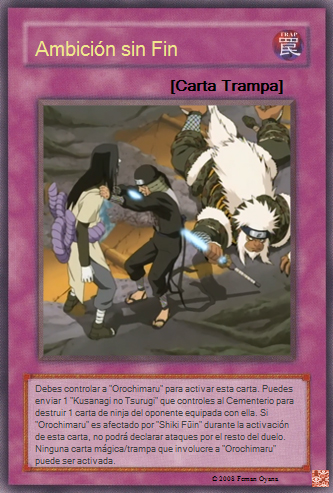 Ambición sin Fin
TRAP
罠
[Carta Trampa]
Debes controlar a "Orochimaru" para activar esta carta. Puedes
enviar 1 "Kusanagi no Tsurugi" que controles al Cementerio para
destruir 1 carta de ninja del oponente equipada con ella. Si
"Orochimaru" es afectado por "Shiki Fūin" durante la activación
de esta carta, no podrá declarar ataques por el resto del duelo.
Ninguna carta mágica/trampa que involucre a "Orochimaru"
puede ser activada.
© 2008 Oyana